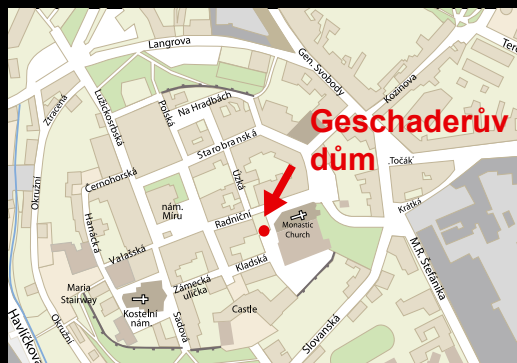 Langrova
Gen. Svobody
Kozinova
Ztracená
Lužickosrbská
Polská
Na Hradbách
Geschaderův
dům
Starobranská
Úzká
„Točák“
Okružní
Černohorská
nám.
Míru
Hanácká
Radniční
Krátká
Monastic
Church
Valašská
Kladská
M.R. Štefánika
Maria
Stairway
Zámecká
ulička
Castle
Kostelní
nám.
Sadová
Slovanská
Havlíčkova
Okružní